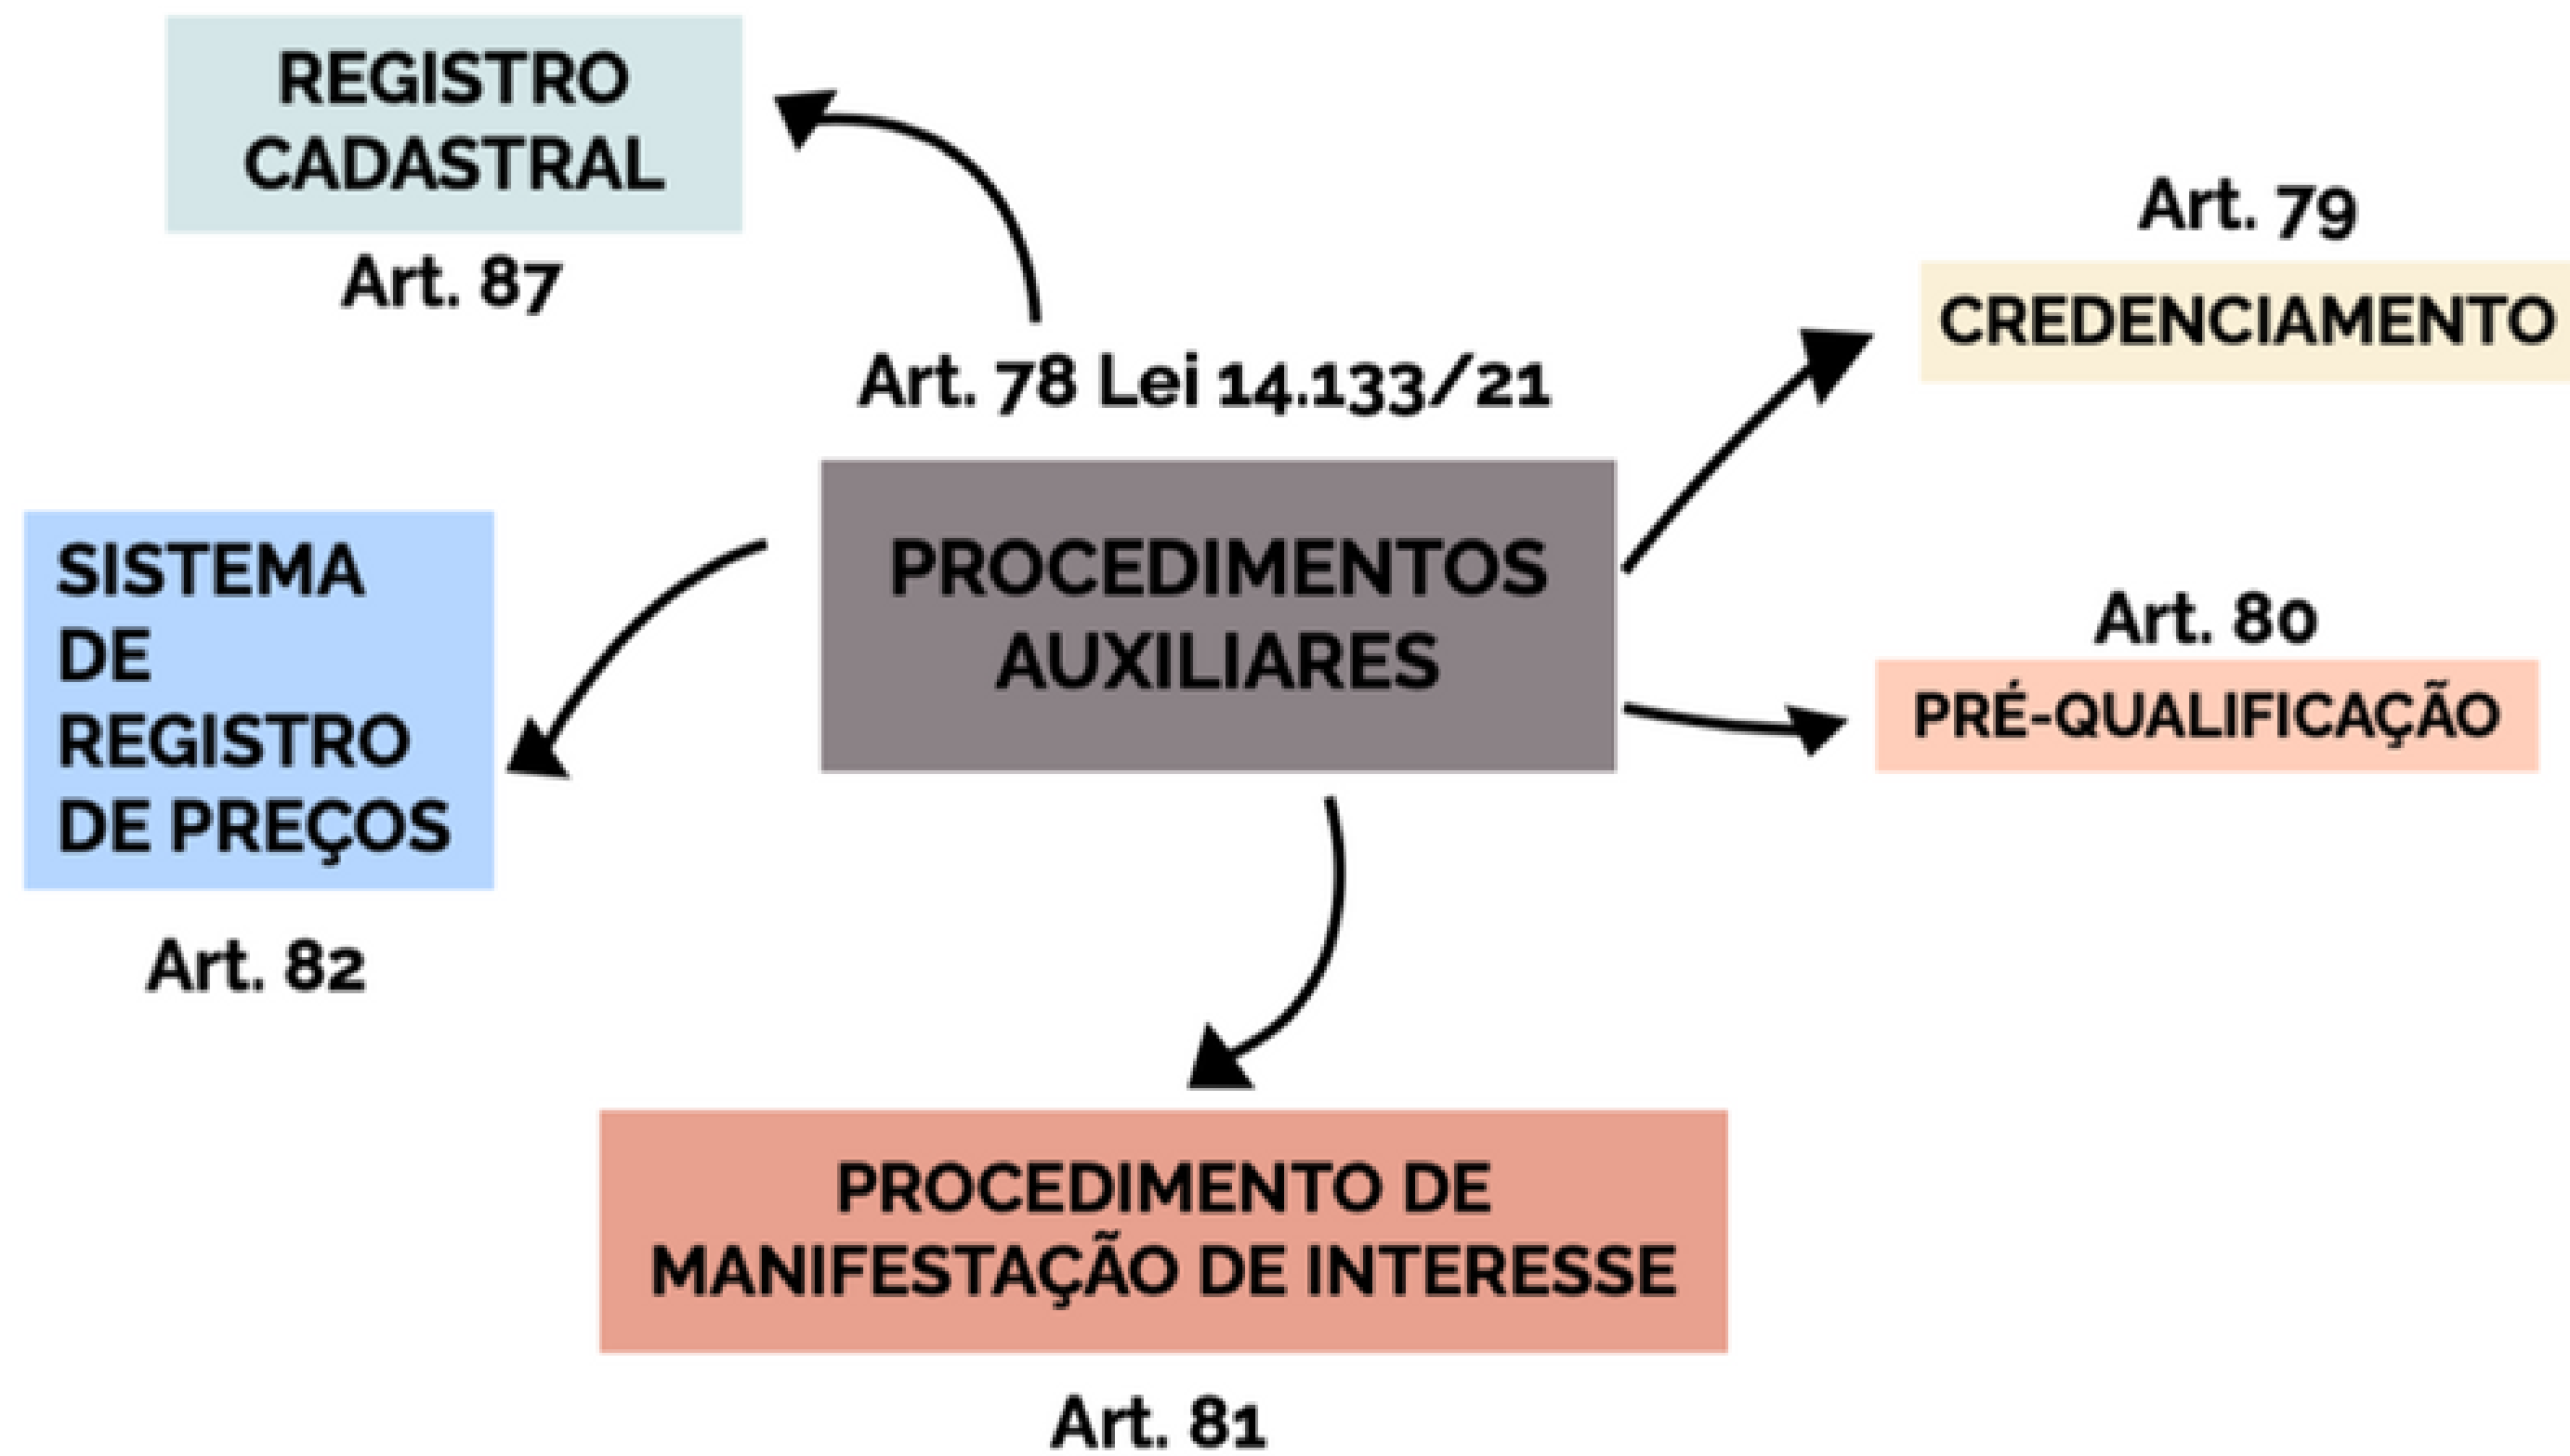 REGISTRO
CADASTRAL
Art. 87
Art. 79
CREDENCIAMENTO
Art. 78 Lei 14.133/21
PROCEDIMENTOS
AUXILIARES
SISTEMA
DE
REGISTRO
DE PREÇOS
Art. 82
Art. 80
PRÉ-QUALIFICAÇÃO
PROCEDIMENTO DE
MANIFESTAÇÃO DE INTERESSE
Art. 81